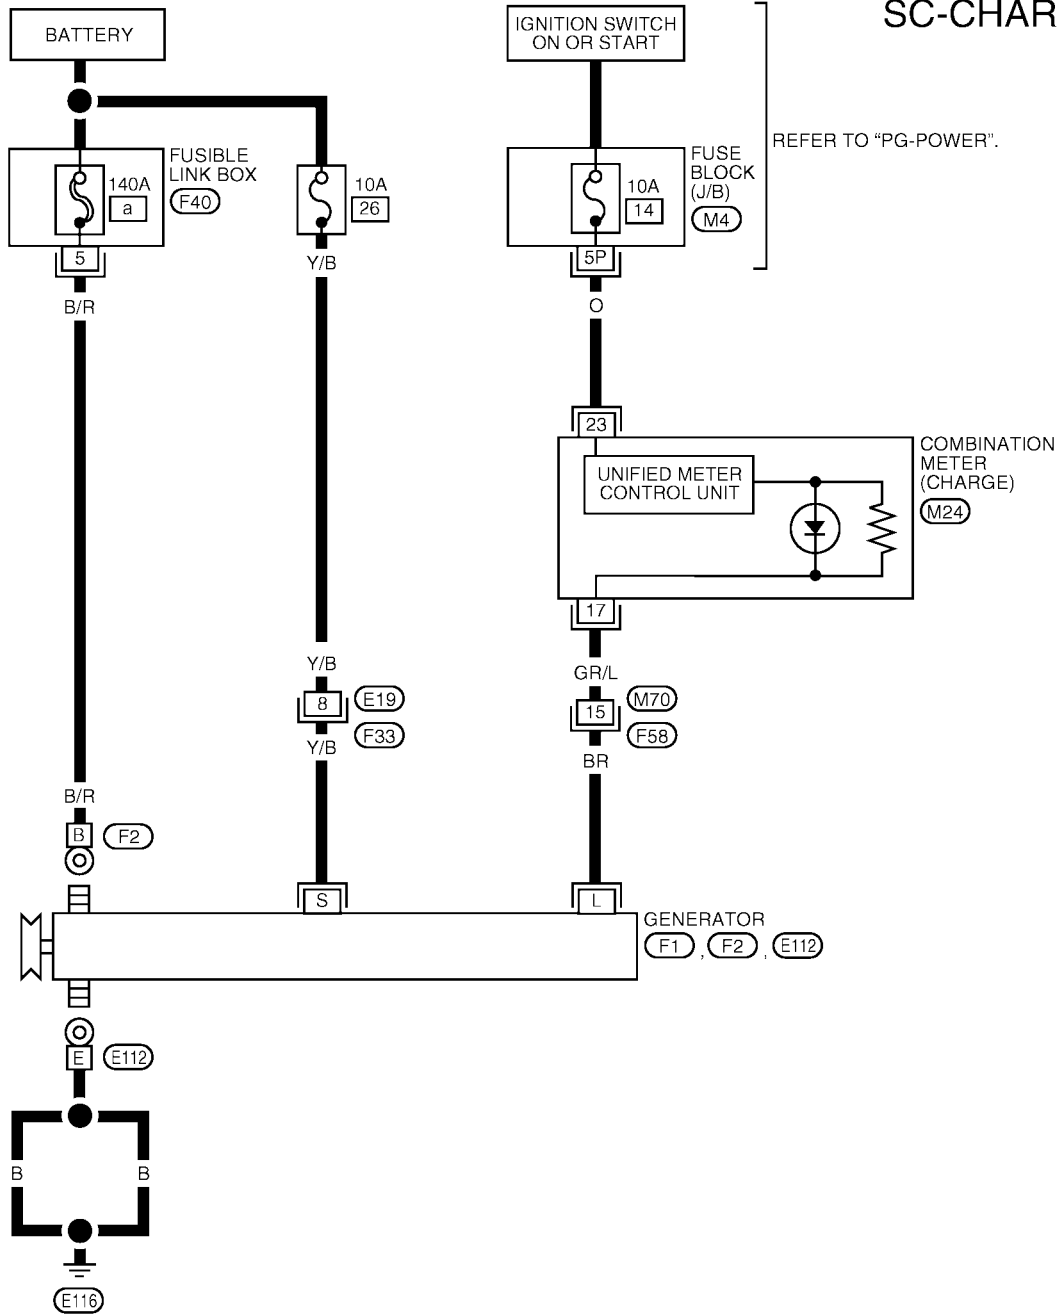 SC-CHAR
BATTERY
IGNITION SWITCH
ON OR START
REFER TO “PG-POWER”.
FUSIBLE
LINK BOX
F40
140A
a
10A
26
FUSE
BLOCK
(J/B)
M4
10A
14
5
Y/B
5P
B/R
O
23
COMBINATION
METER
(CHARGE)
M24
UNIFIED METER
CONTROL UNIT
17
Y/B
GR/L
8
E19
F33
15
M70
F58
Y/B
BR
B/R
B
F2
S
L
GENERATOR
F1 , F2 , E112
E
E112
B
B
E116